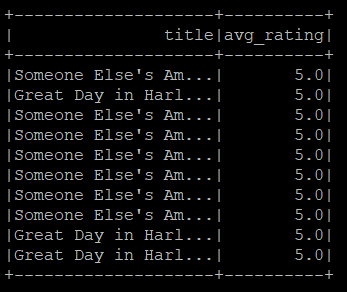 +--------------------+----------+
|               title|avg_rating|
+--------------------+----------+
|Someone Else's Am...|       5.0|
|Great Day in Harl...|       5.0|
|Someone Else's Am...|       5.0|
|Someone Else's Am...|       5.0|
|Someone Else's Am...|       5.0|
|Someone Else's Am...|       5.0|
|Someone Else's Am...|       5.0|
|Someone Else's Am...|       5.0|
|Great Day in Harl...|       5.0|
|Great Day in Harl...|       5.0|
+--------------------+----------+